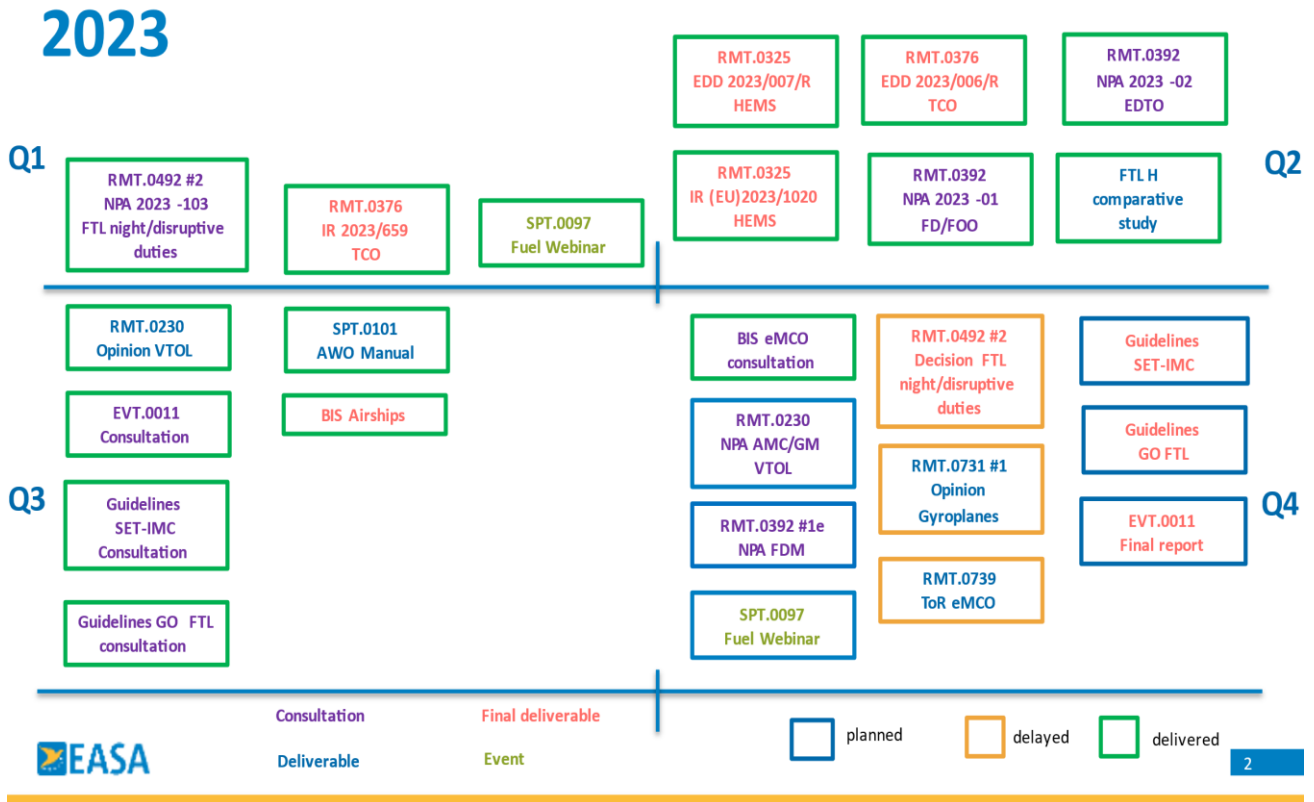 2023
Q1
RMT.0492 #2
NPA 2023 -103
FTL night/disruptive
duties
RMT.0376
IR 2023/659
TCO
SPT.0097
Fuel Webinar
RMT.0325
EDD 2023/007/R
HEMS
RMT.0376
EDD 2023/006/R
TCO
RMT.0392
NPA 2023 -02
EDTO
RMT.0325
IR (EU)2023/1020
HEMS
RMT.0392
NPA 2023 -01
FD/FOO
FTL H
comparative
study
Q2
RMT.0230
Opinion VTOL
SPT.0101
AWO Manual
EVT.0011
Consultation
BIS Airships
Q3
Guidelines
SET-IMC
Consultation
Guidelines GO FTL
consultation
BIS eMCO
consultation
RMT.0492 #2
Decision FTL
night/disruptive
duties
Guidelines
SET-IMC
RMT.0230
NPA AMC/GM
VTOL
RMT.0731 #1
Opinion
Gyroplanes
Guidelines
GO FTL
RMT.0392 #1e
NPA FDM
EVT.0011
Final report
Q4
SPT.0097
Fuel Webinar
RMT.0739
ToR eMCO
Consultation
Final deliverable
Deliverable
Event
planned
delayed
delivered
EASA
2